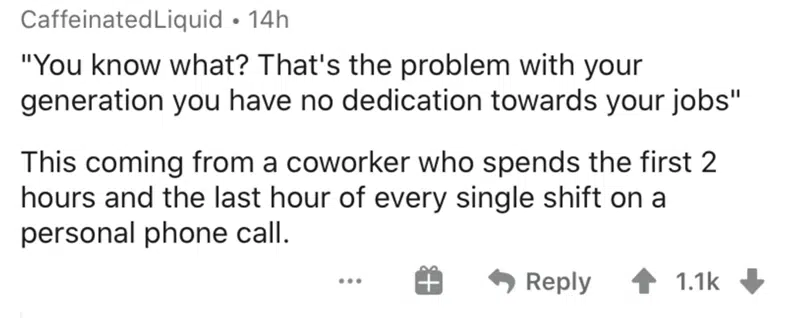 CaffeinatedLiquid • 14h
"You know what? That's the problem with your
generation you have no dedication towards your jobs"
This coming from a coworker who spends the first 2
hours and the last hour of every single shift on a
personal phone call.
... Reply 1.1k